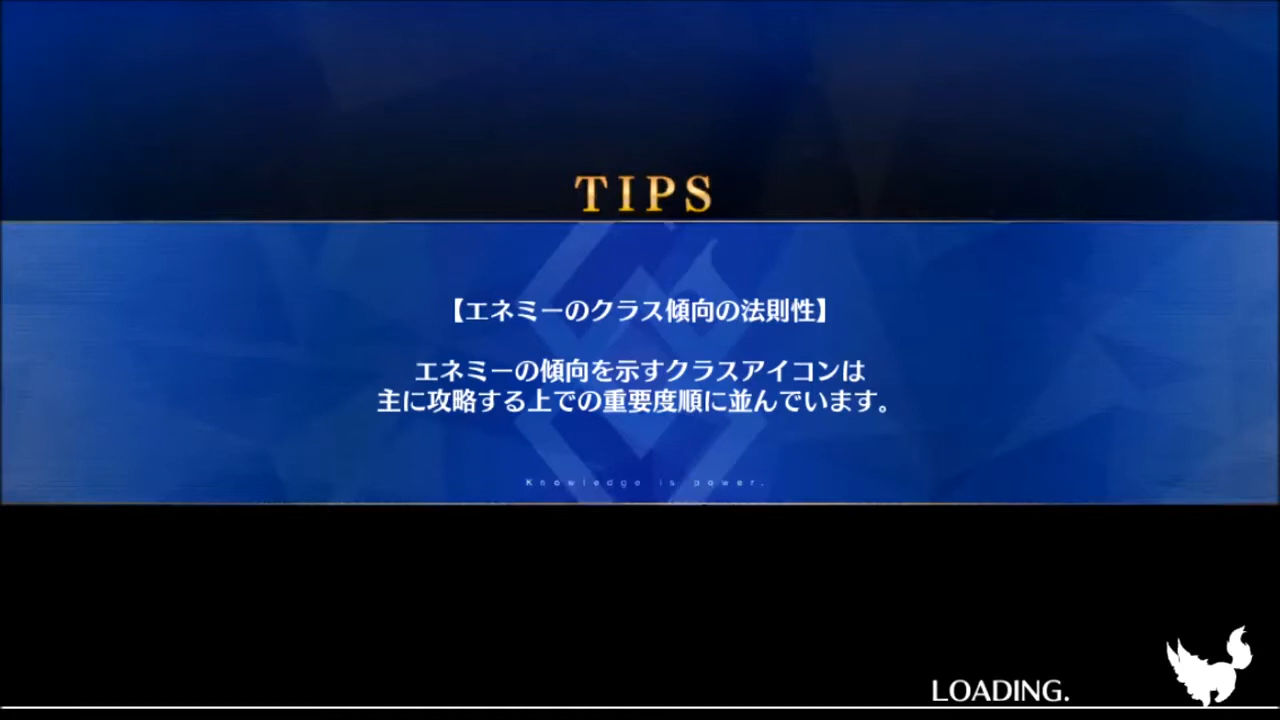 TIPS
【エネミーのクラス傾向の法則性】
エネミーの傾向を示すクラスアイコンは
主に攻略する上での重要度順に並んでいます。
Knowledge is power.
LOADING.